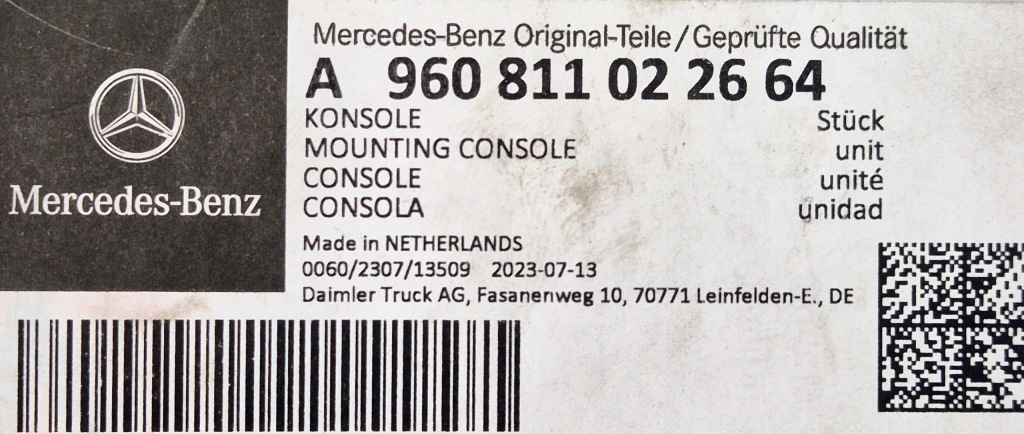 Mercedes-Benz
Mercedes-Benz Original-Teile/Geprüfte Qualität
A 960 811 02 26 64
KONSOLE Stück
MOUNTING CONSOLE unit
CONSOLE unité
CONSOLA unidad
Made in NETHERLANDS
0060/2307/13509 2023-07-13
Daimler Truck AG, Fasanenweg 10, 70771 Leinfelden-E., DE